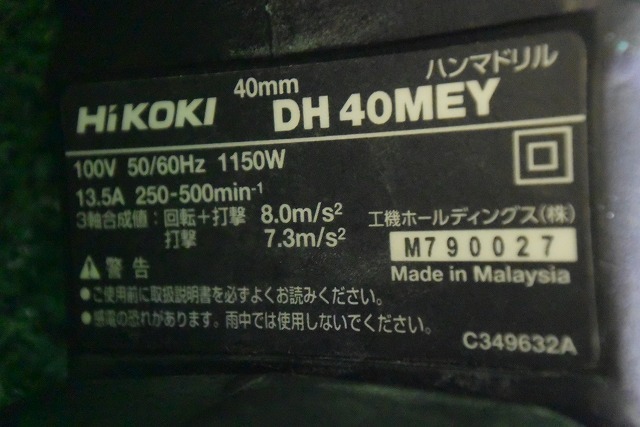 HiKOKI 40mm DH 40MEY ハンマドリル
100V 50/60Hz 1150W
13.5A 250-500min-1
3軸合成値：回転＋打撃 8.0m/s2
打撃 7.3m/s2
工機ホールディングス(株)
M790027
Made in Malaysia
警告
●ご使用前に取扱説明書を必ずよくお読みください。
●感電の恐れがあります。雨中では使用しないでください。
C349632A